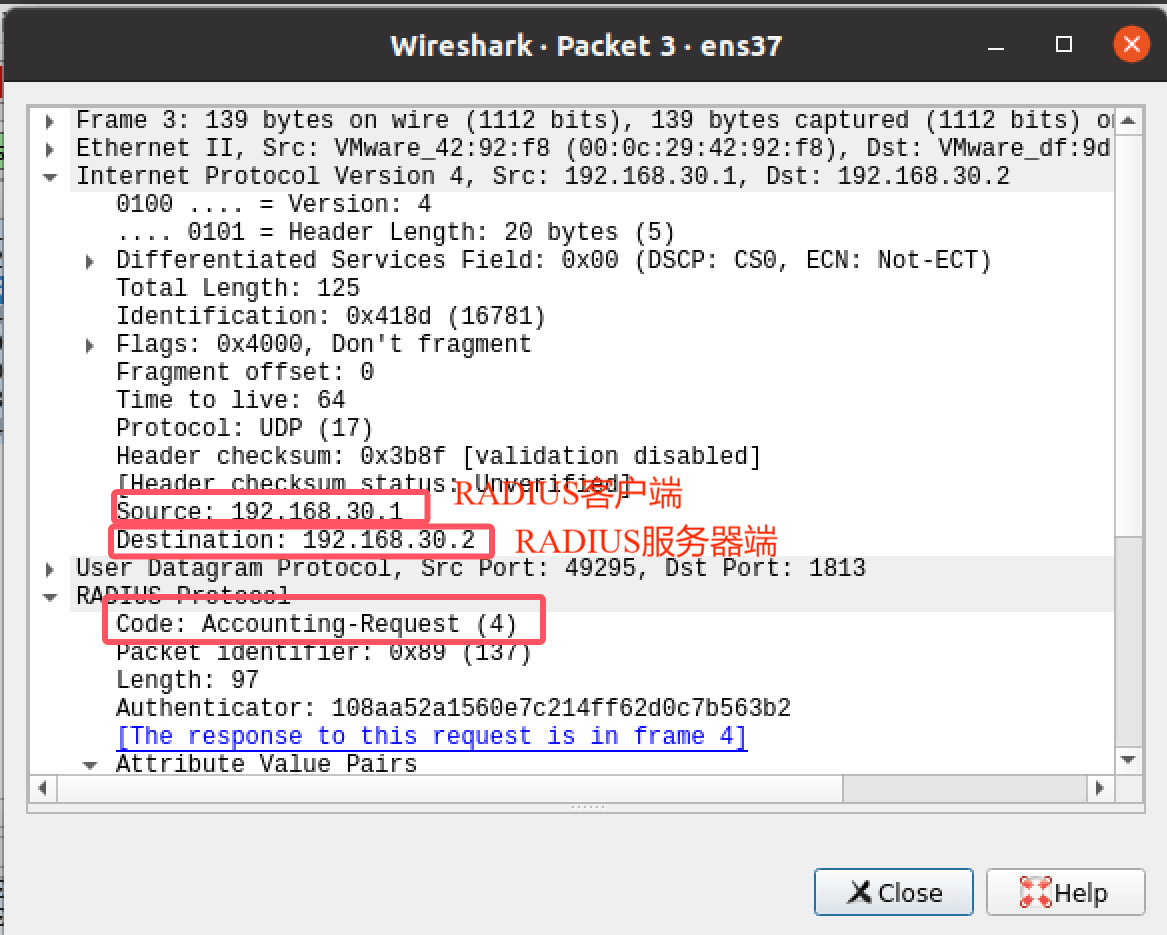 Wireshark · Packet 3 · ens37
Frame 3: 139 bytes on wire (1112 bits), 139 bytes captured (1112 bits) o
Ethernet II, Src: VMware_42:92:f8 (00:0c:29:42:92:f8), Dst: VMware_df:9d
Internet Protocol Version 4, Src: 192.168.30.1, Dst: 192.168.30.2
0100 .... = Version: 4
.... 0101 = Header Length: 20 bytes (5)
Differentiated Services Field: 0x00 (DSCP: CS0, ECN: Not-ECT)
Total Length: 125
Identification: 0x418d (16781)
Flags: 0x4000, Don't fragment
Fragment offset: 0
Time to live: 64
Protocol: UDP (17)
Header checksum: 0x3b8f [validation disabled]
[Header checksum status: Unverified]
RADIUS客户端
Source: 192.168.30.1
Destination: 192.168.30.2
RADIUS服务器端
User Datagram Protocol, Src Port: 49295, Dst Port: 1813
RADIUS Protocol
Code: Accounting-Request (4)
Packet identifier: 0x89 (137)
Length: 97
Authenticator: 108aa52a1560e7c214ff62d0c7b563b2
[The response to this request is in frame 4]
Attribute Value Pairs
Close
Help